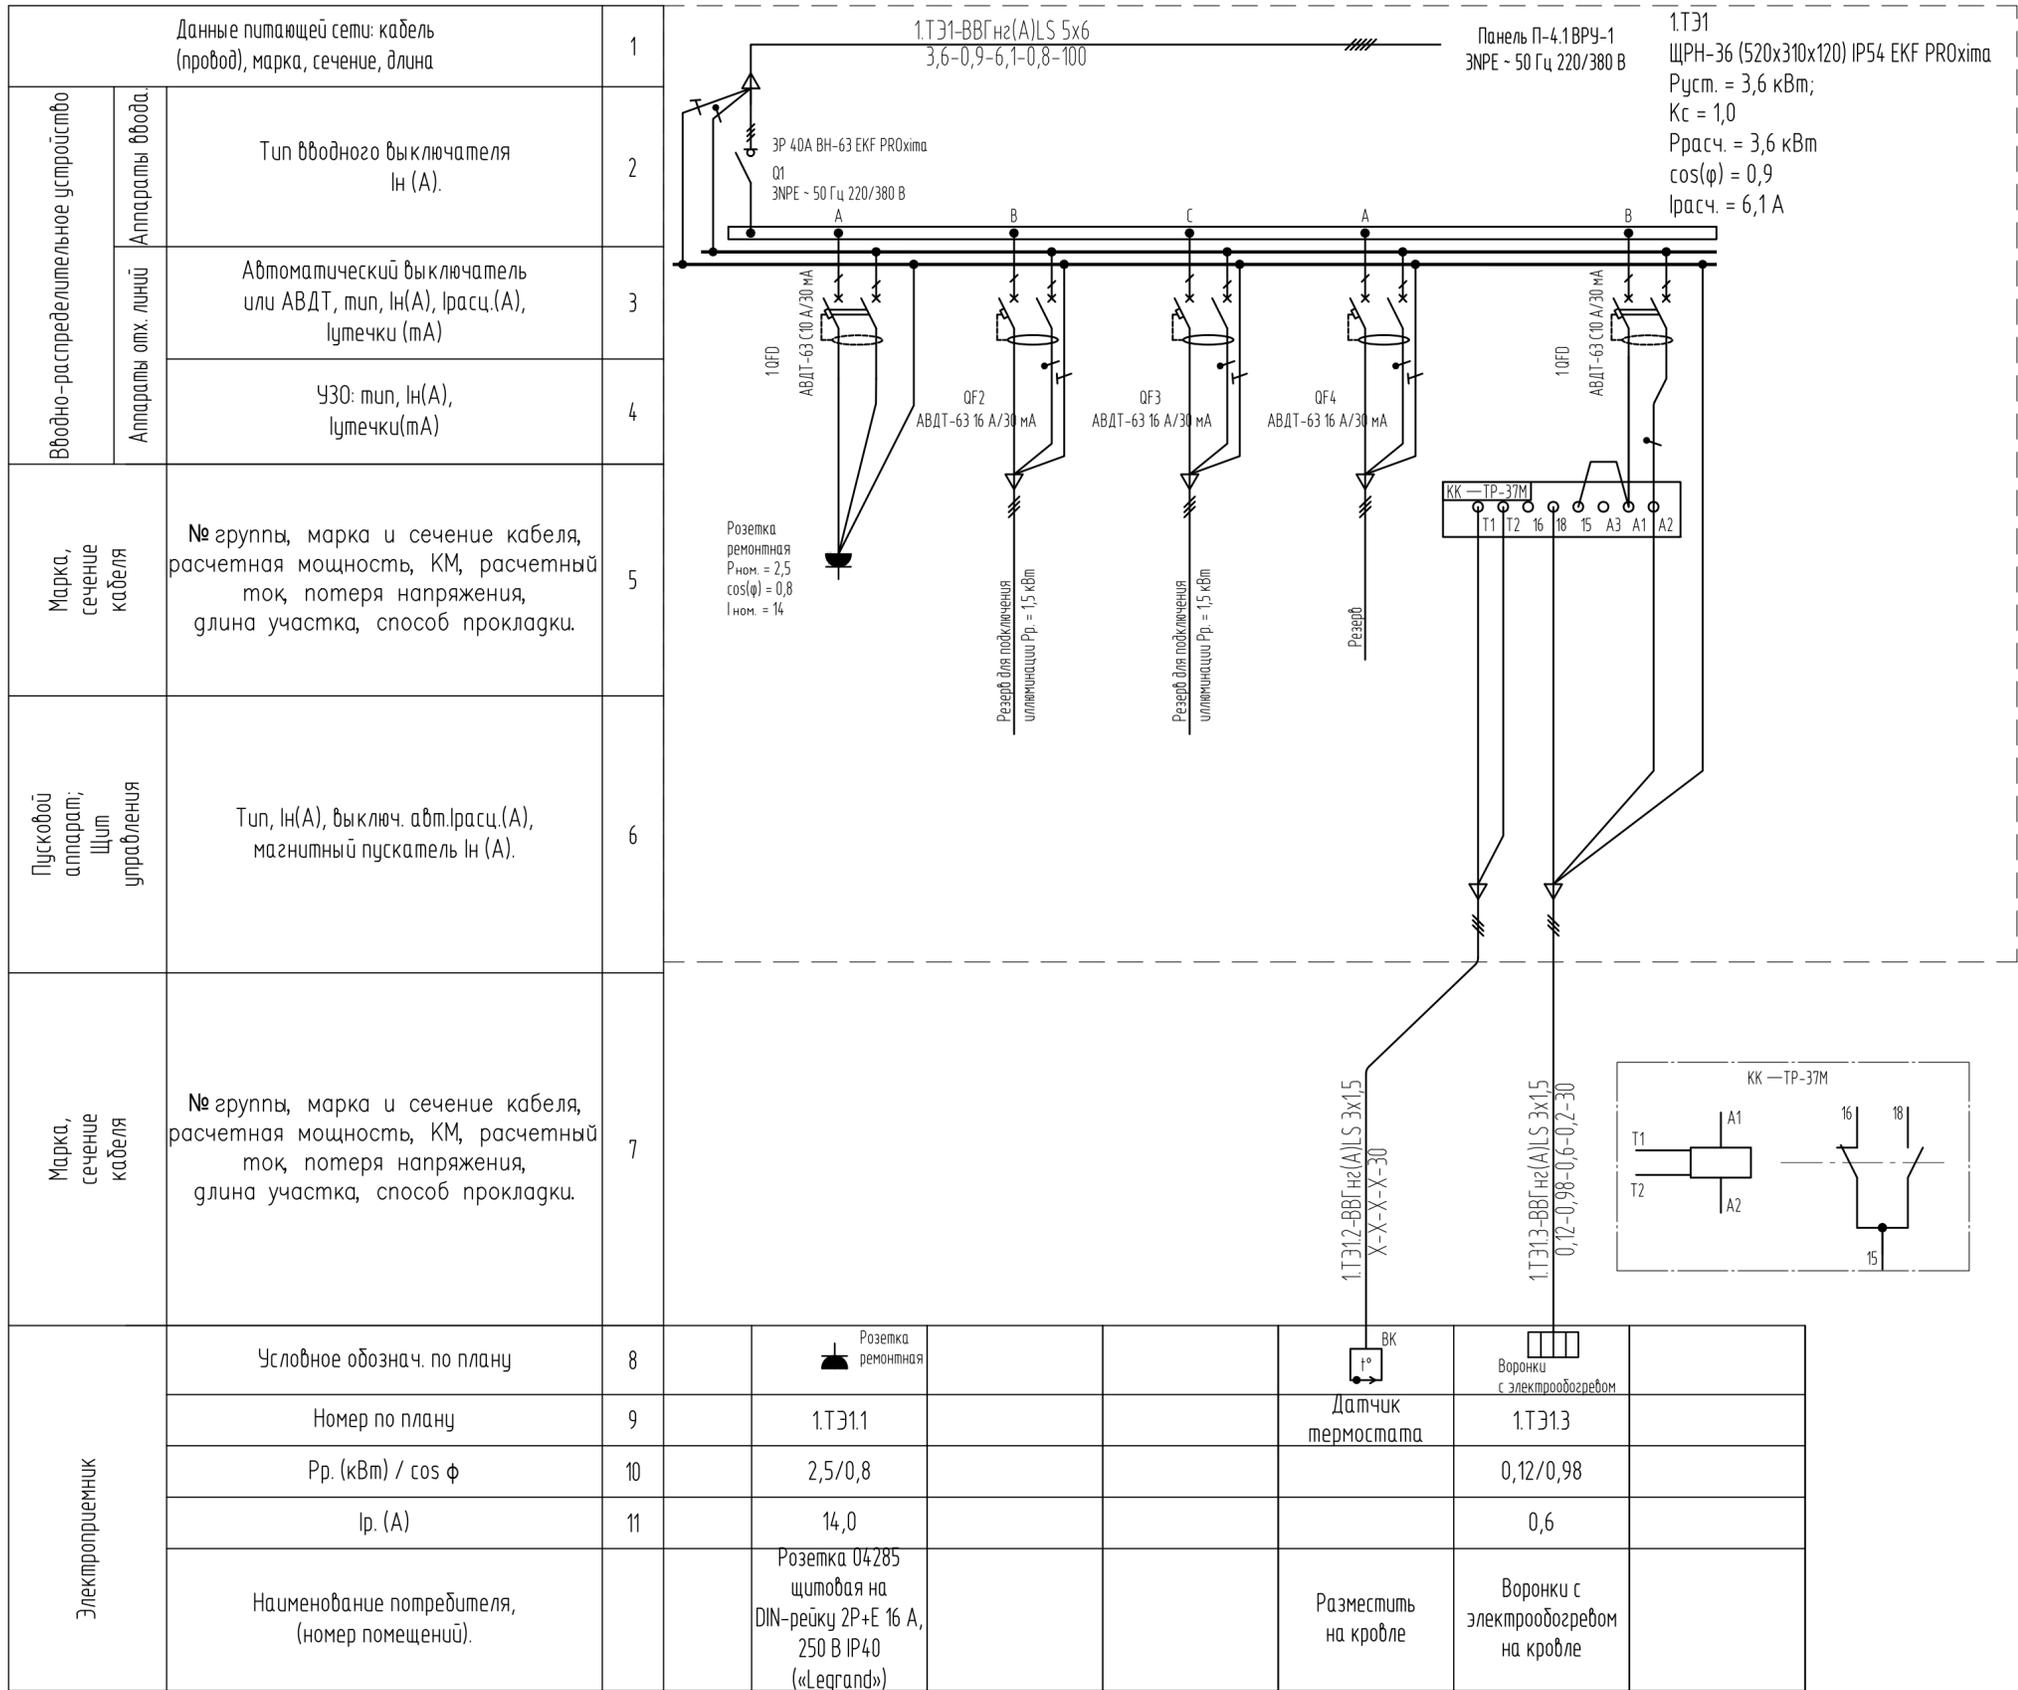 Данные питающей сети: кабель
(провод), марка, сечение, длина
1
Вводно-распределительное устройство
Аппараты ввода.
Тип вводного выключателя
Iн (А).
2
Аппараты отх. линий
Автоматический выключатель
или АВДТ, тип, Iн(А), Iрасц.(А),
Iутечки (mA)
3
УЗО: тип, Iн(А),
Iутечки(mA)
4
Марка,
сечение
кабеля
№ группы, марка и сечение кабеля,
расчетная мощность, КМ, расчетный
ток, потеря напряжения,
длина участка, способ прокладки.
5
Пусковой
аппарат;
Щит
управления
Тип, Iн(А), выключ. авт.Iрасц.(А),
магнитный пускатель Iн (А).
6
Марка,
сечение
кабеля
№ группы, марка и сечение кабеля,
расчетная мощность, КМ, расчетный
ток, потеря напряжения,
длина участка, способ прокладки.
7
1.ТЭ1-ВВГнг(А)LS 5х6
3,6-0,9-6,1-0,8-100
Панель П-4.1 ВРУ-1
3NPE ~ 50 Гц 220/380 В
1.ТЭ1
ЩРН-36 (520х310х120) IP54 EKF PROxima
Руст. = 3,6 кВт;
Кс = 1,0
Ррасч. = 3,6 кВт
cos(φ) = 0,9
Iрасч. = 6,1 А
3Р 40А ВН-63 EKF PROxima
Q1
3NPE ~ 50 Гц 220/380 В
А
В
С
А
В
1 QFD
АВДТ-63 С10 А/30 мА
QF2
АВДТ-63 16 А/30 мА
QF3
АВДТ-63 16 А/30 мА
QF4
АВДТ-63 16 А/30 мА
1 QFD
АВДТ-63 С10 А/30 мА
Розетка
ремонтная
Рном. = 2,5
cos(φ) = 0,8
I ном. = 14
Резерв для подключения
иллюминации Рр. = 1,5 кВт
Резерв для подключения
иллюминации Рр. = 1,5 кВт
Резерв
КК —ТР-37М
Т1 Т2 16 18 15 А3 А1 А2
1.ТЭ1.2-ВВГнг(А)LS 3х1,5
Х-Х-Х-Х-30
1.ТЭ1.3-ВВГнг(А)LS 3х1,5
0,12-0,98-0,6-0,2-30
КК —ТР-37М
А1
Т1
Т2
А2
16
18
15
Электроприемник
Условное обознач. по плану
8
Розетка
ремонтная
t°
ВК
Воронки
с электрообогревом
Номер по плану
9
1.ТЭ1.1
Датчик
термостата
1.ТЭ1.3
Рр. (кВт) / cos ф
10
2,5/0,8
0,12/0,98
Iр. (А)
11
14,0
0,6
Наименование потребителя,
(номер помещений).
Розетка 04285
щитовая на
DIN-рейку 2Р+Е 16 А,
250 В IP40
(«Legrand»)
Разместить
на кровле
Воронки с
электрообогревом
на кровле